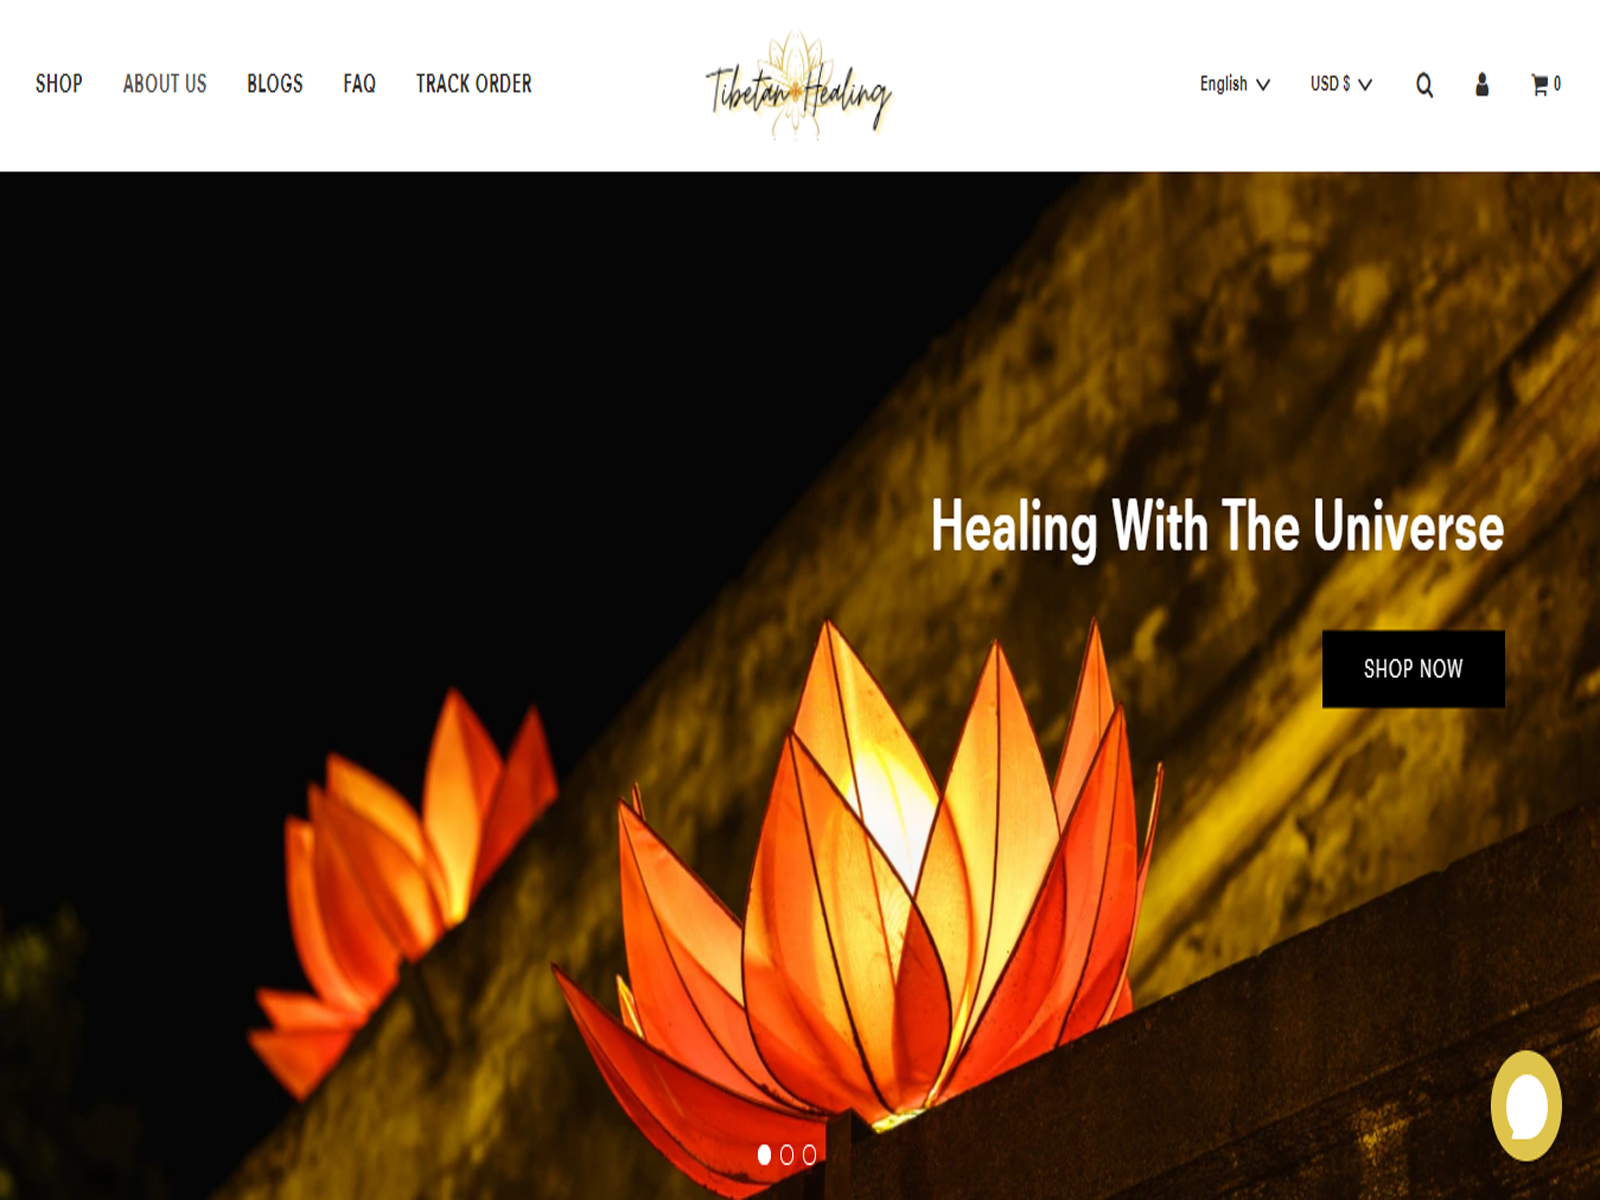 SHOP ABOUT US BLOGS FAQ TRACK ORDER
Tibetan Healing
English USD $ 0
Healing With The Universe
SHOP NOW